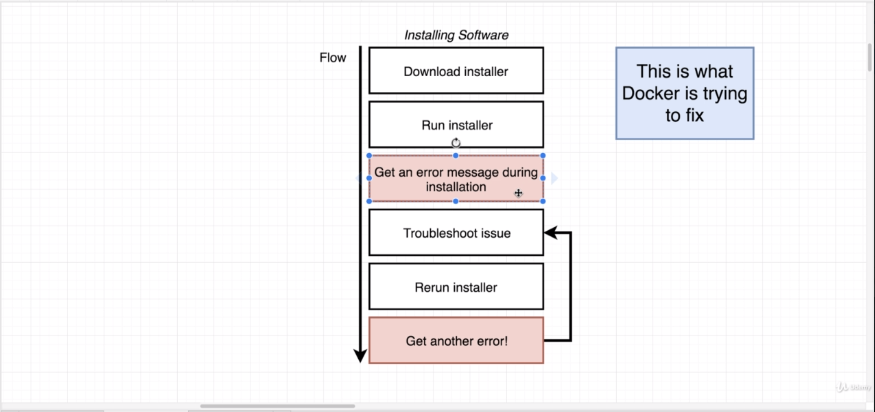 Installing Software
Flow
Download installer
This is what
Docker is trying
to fix
Run installer
Get an error message during
installation
Troubleshoot issue
Rerun installer
Get another error!
Udemy